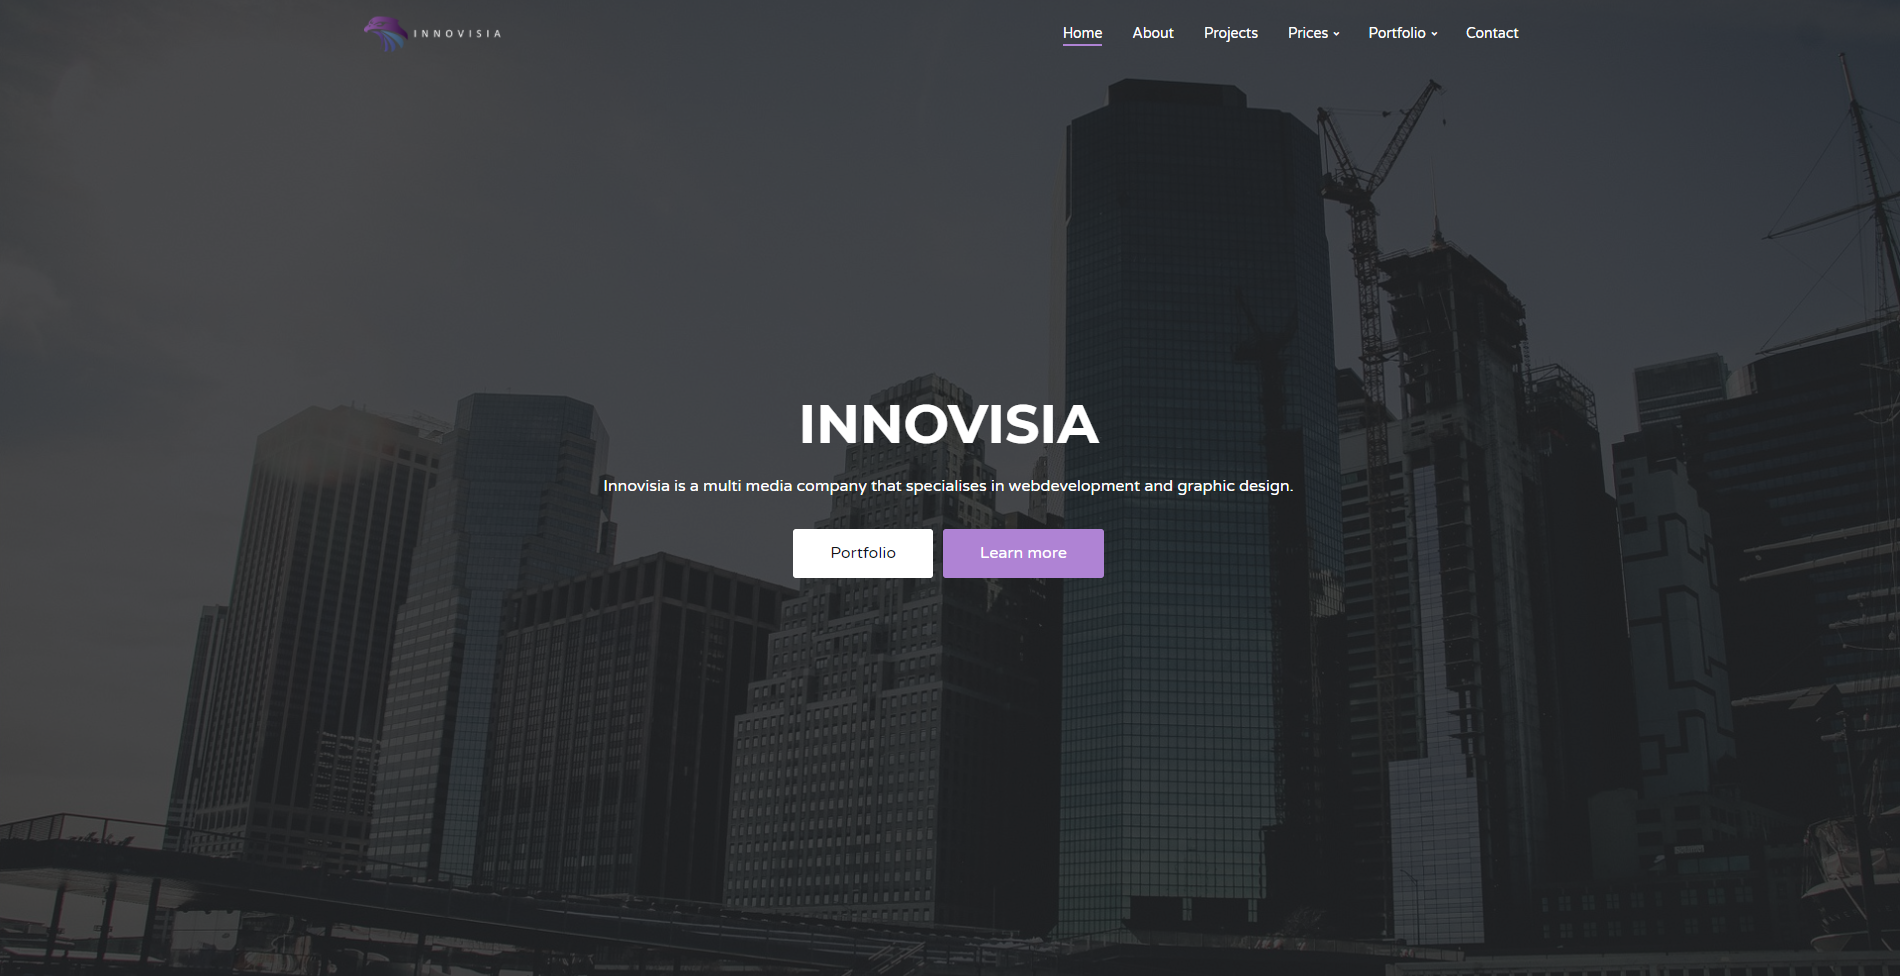 INNOVISIA
Home About Projects Prices Portfolio Contact
INNOVISIA
Innovisia is a multi media company that specialises in webdevelopment and graphic design.
Portfolio Learn more